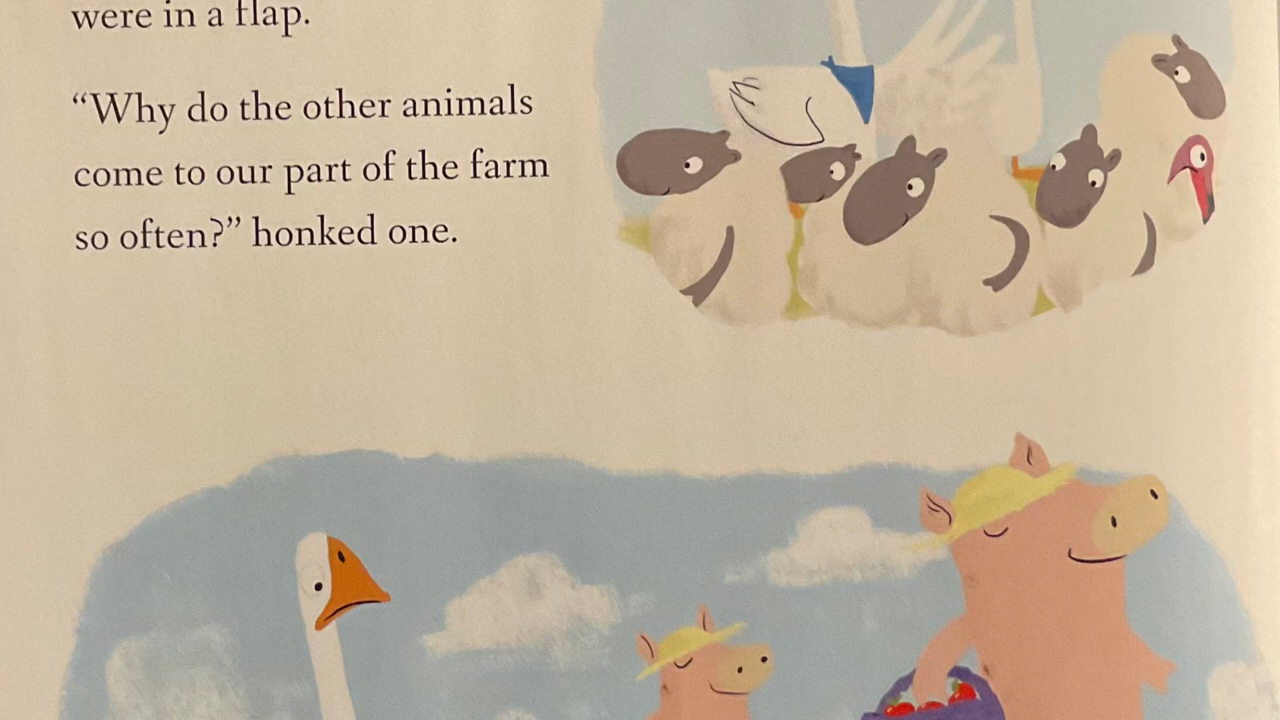 were in a flap.
“Why do the other animals
come to our part of the farm
so often?” honked one.